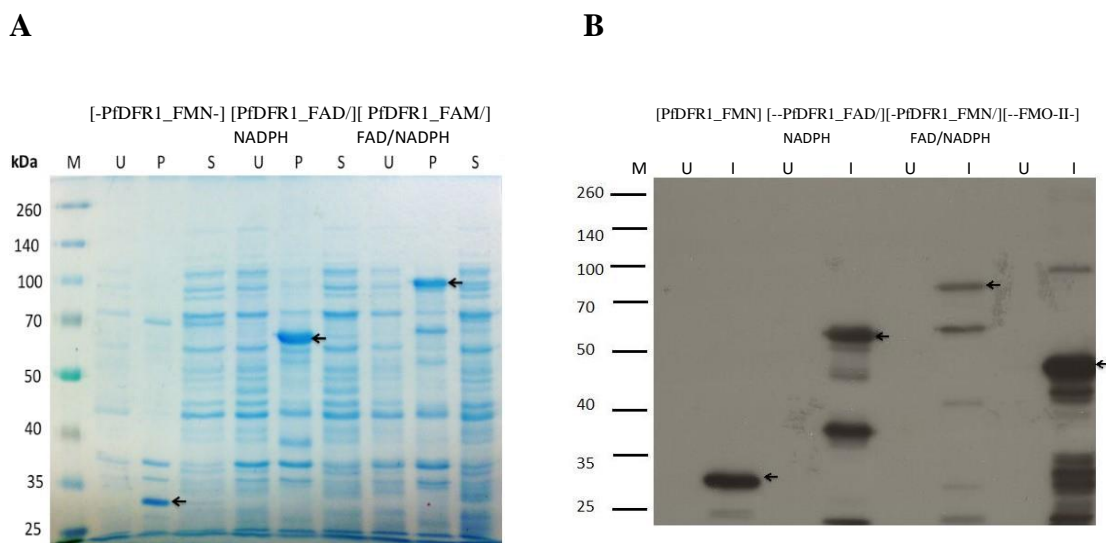 A
[-PfDFR1_FMN-] [PfDFR1_FAD/][ PfDFR1_FAM/]
NADPH FAD/NADPH
kDa M U P S U P S U P S
260
140
100
70
50
40
35
25
B
[PfDFR1_FMN] [--PfDFR1_FAD/][-PfDFR1_FMN/][--FMO-II-]
NADPH FAD/NADPH
M U I U I U I U I
260
140
100
70
50
40
35
25